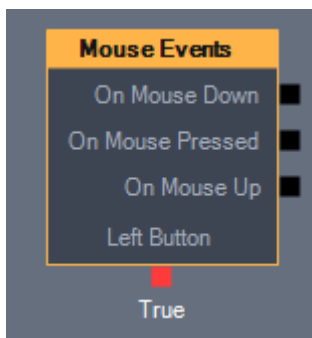 Mouse Events
On Mouse Down
On Mouse Pressed
On Mouse Up
Left Button
True